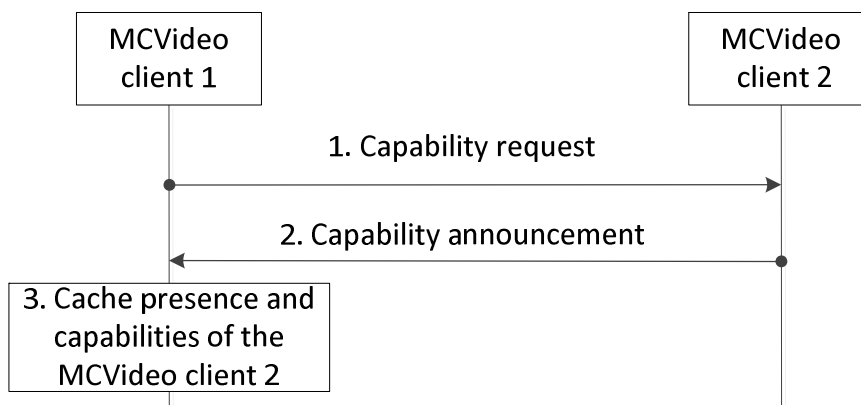 MCVideo
client 1
MCVideo
client 2
1. Capability request
2. Capability announcement
3. Cache presence and
capabilities of the
MCVideo client 2